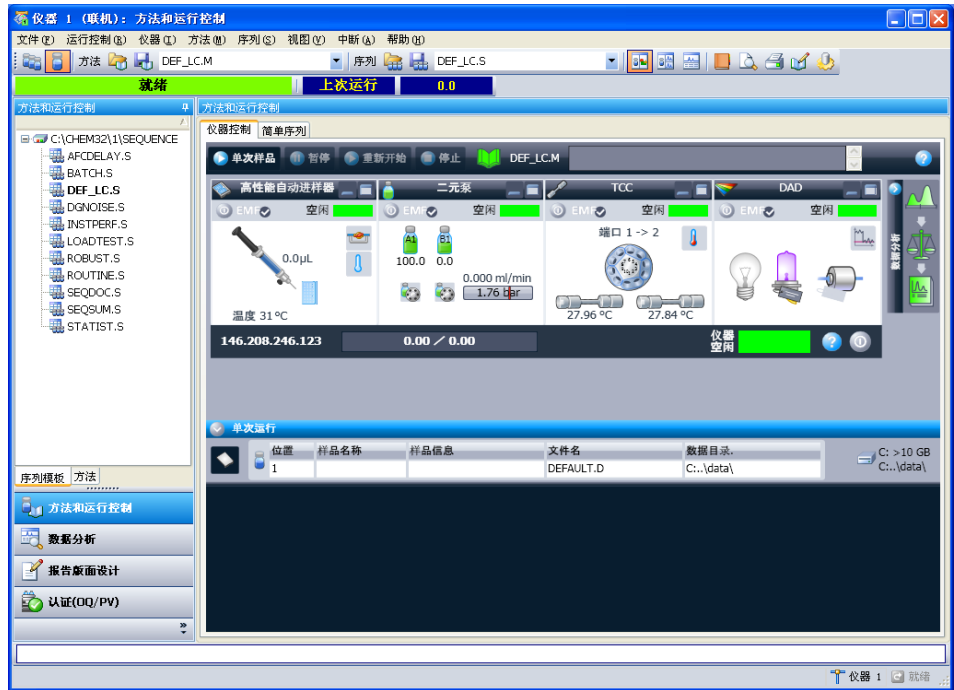 仪器 1 (联机): 方法和运行控制
文件(F) 运行控制(R) 仪器(I) 方法(M) 序列(S) 视图(V) 中断(A) 帮助(H)
方法 DEF_LC.M 序列 DEF_LC.S
就绪 上次运行 0.0
方法和运行控制
C:\CHEM32\1\SEQUENCE
AFCDELAY.S
BATCH.S
DEF_LC.S
DGNOISE.S
INSTPERF.S
LOADTEST.S
ROBUST.S
ROUTINE.S
SEQDOC.S
SEQSUM.S
STATIST.S
序列模板 方法
方法和运行控制
数据分析
报告版面设计
认证(OQ/PV)
方法和运行控制
仪器控制 简单序列
单次样品 暂停 重新开始 停止 DEF_LC.M
高性能自动进样器 二元泵 TCC DAD
EMF 空闲 EMF 空闲 EMF 空闲 EMF 空闲
端口 1 -> 2
A1 B1
0.0µL 100.0 0.0
0.000 ml/min
1.76 bar
温度 31 ºC 27.96 ºC 27.84 ºC
数据分析
146.208.246.123 0.00 / 0.00 仪器
空闲
单次运行
位置 样品名称 样品信息 文件名 数据目录.
1 DEFAULT.D C:..\data\
C: >10 GB
C:..\data\
仪器 1 就绪